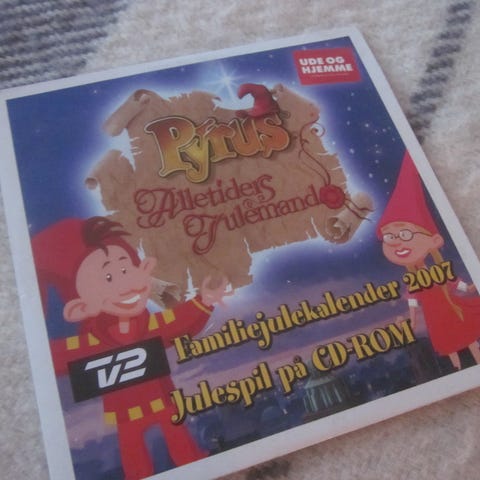 UDE OG
HJEMME
Pyrus
Alletiders
Julemand
Familiejulekalender 2007
Julespil på CD-ROM
TV2